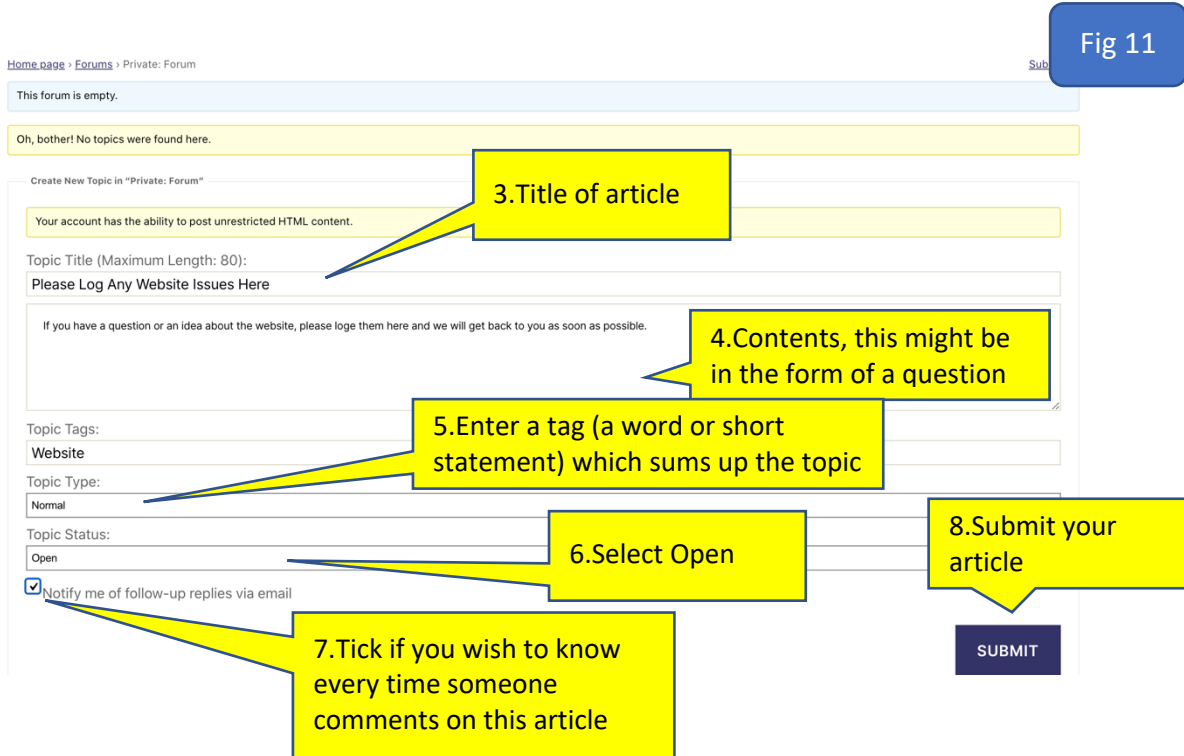 Fig 11
Home page › Forums › Private: Forum
Sub
This forum is empty.
Oh, bother! No topics were found here.
Create New Topic in "Private: Forum"
3.Title of article
Your account has the ability to post unrestricted HTML content.
Topic Title (Maximum Length: 80):
Please Log Any Website Issues Here
If you have a question or an idea about the website, please loge them here and we will get back to you as soon as possible.
4.Contents, this might be
in the form of a question
Topic Tags:
Website
5.Enter a tag (a word or short
statement) which sums up the topic
Topic Type:
Normal
Topic Status:
Open
6.Select Open
8.Submit your
article
Notify me of follow-up replies via email
7.Tick if you wish to know
every time someone
comments on this article
SUBMIT